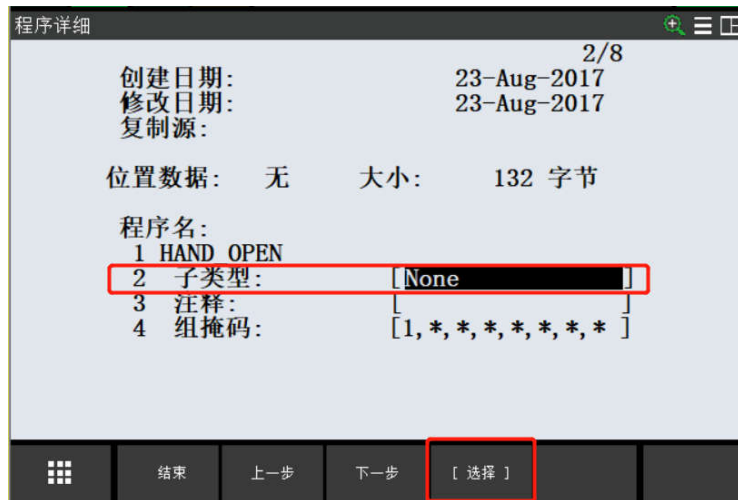 程序详细
2/8
创建日期: 23-Aug-2017
修改日期: 23-Aug-2017
复制源:
位置数据: 无 大小: 132 字节
程序名:
1 HAND_OPEN
2 子类型: [None ]
3 注释: [ ]
4 组掩码: [1,*,*,*,*,*,*,* ]
结束 上一步 下一步 [ 选择 ]